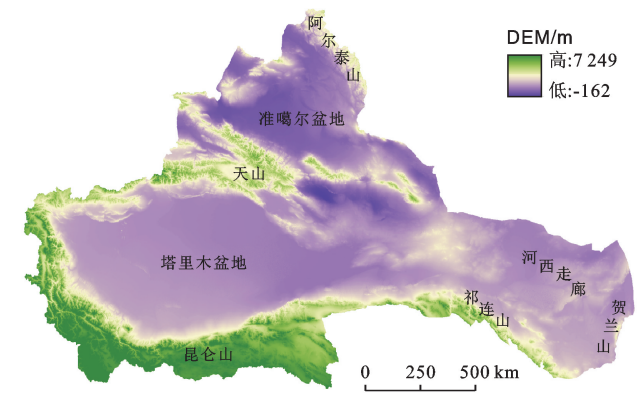 阿尔泰山
DEM/m
高:7 249
低:-162
准噶尔盆地
天山
塔里木盆地
河西走廊
祁连山
贺兰山
昆仑山
0 250 500 km